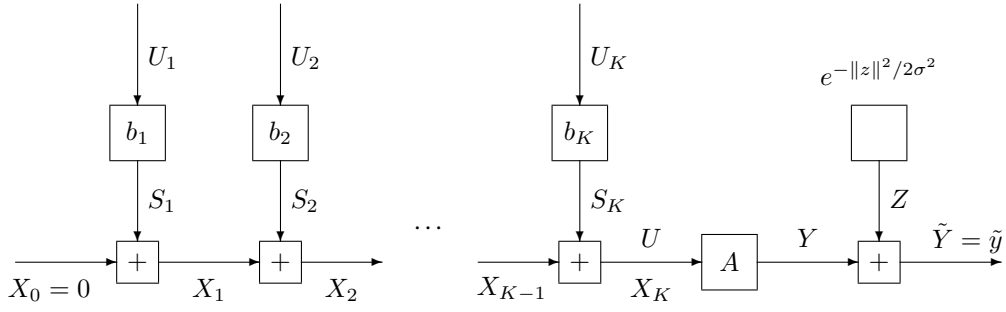 U_1 U_2 U_K e^{-\|z\|^2/2\sigma^2}
b_1 b_2 b_K
S_1 S_2 … S_K Z
+ + + U A Y + \tilde{Y} = \tilde{y}
X_0 = 0 X_1 X_2 X_{K-1} X_K